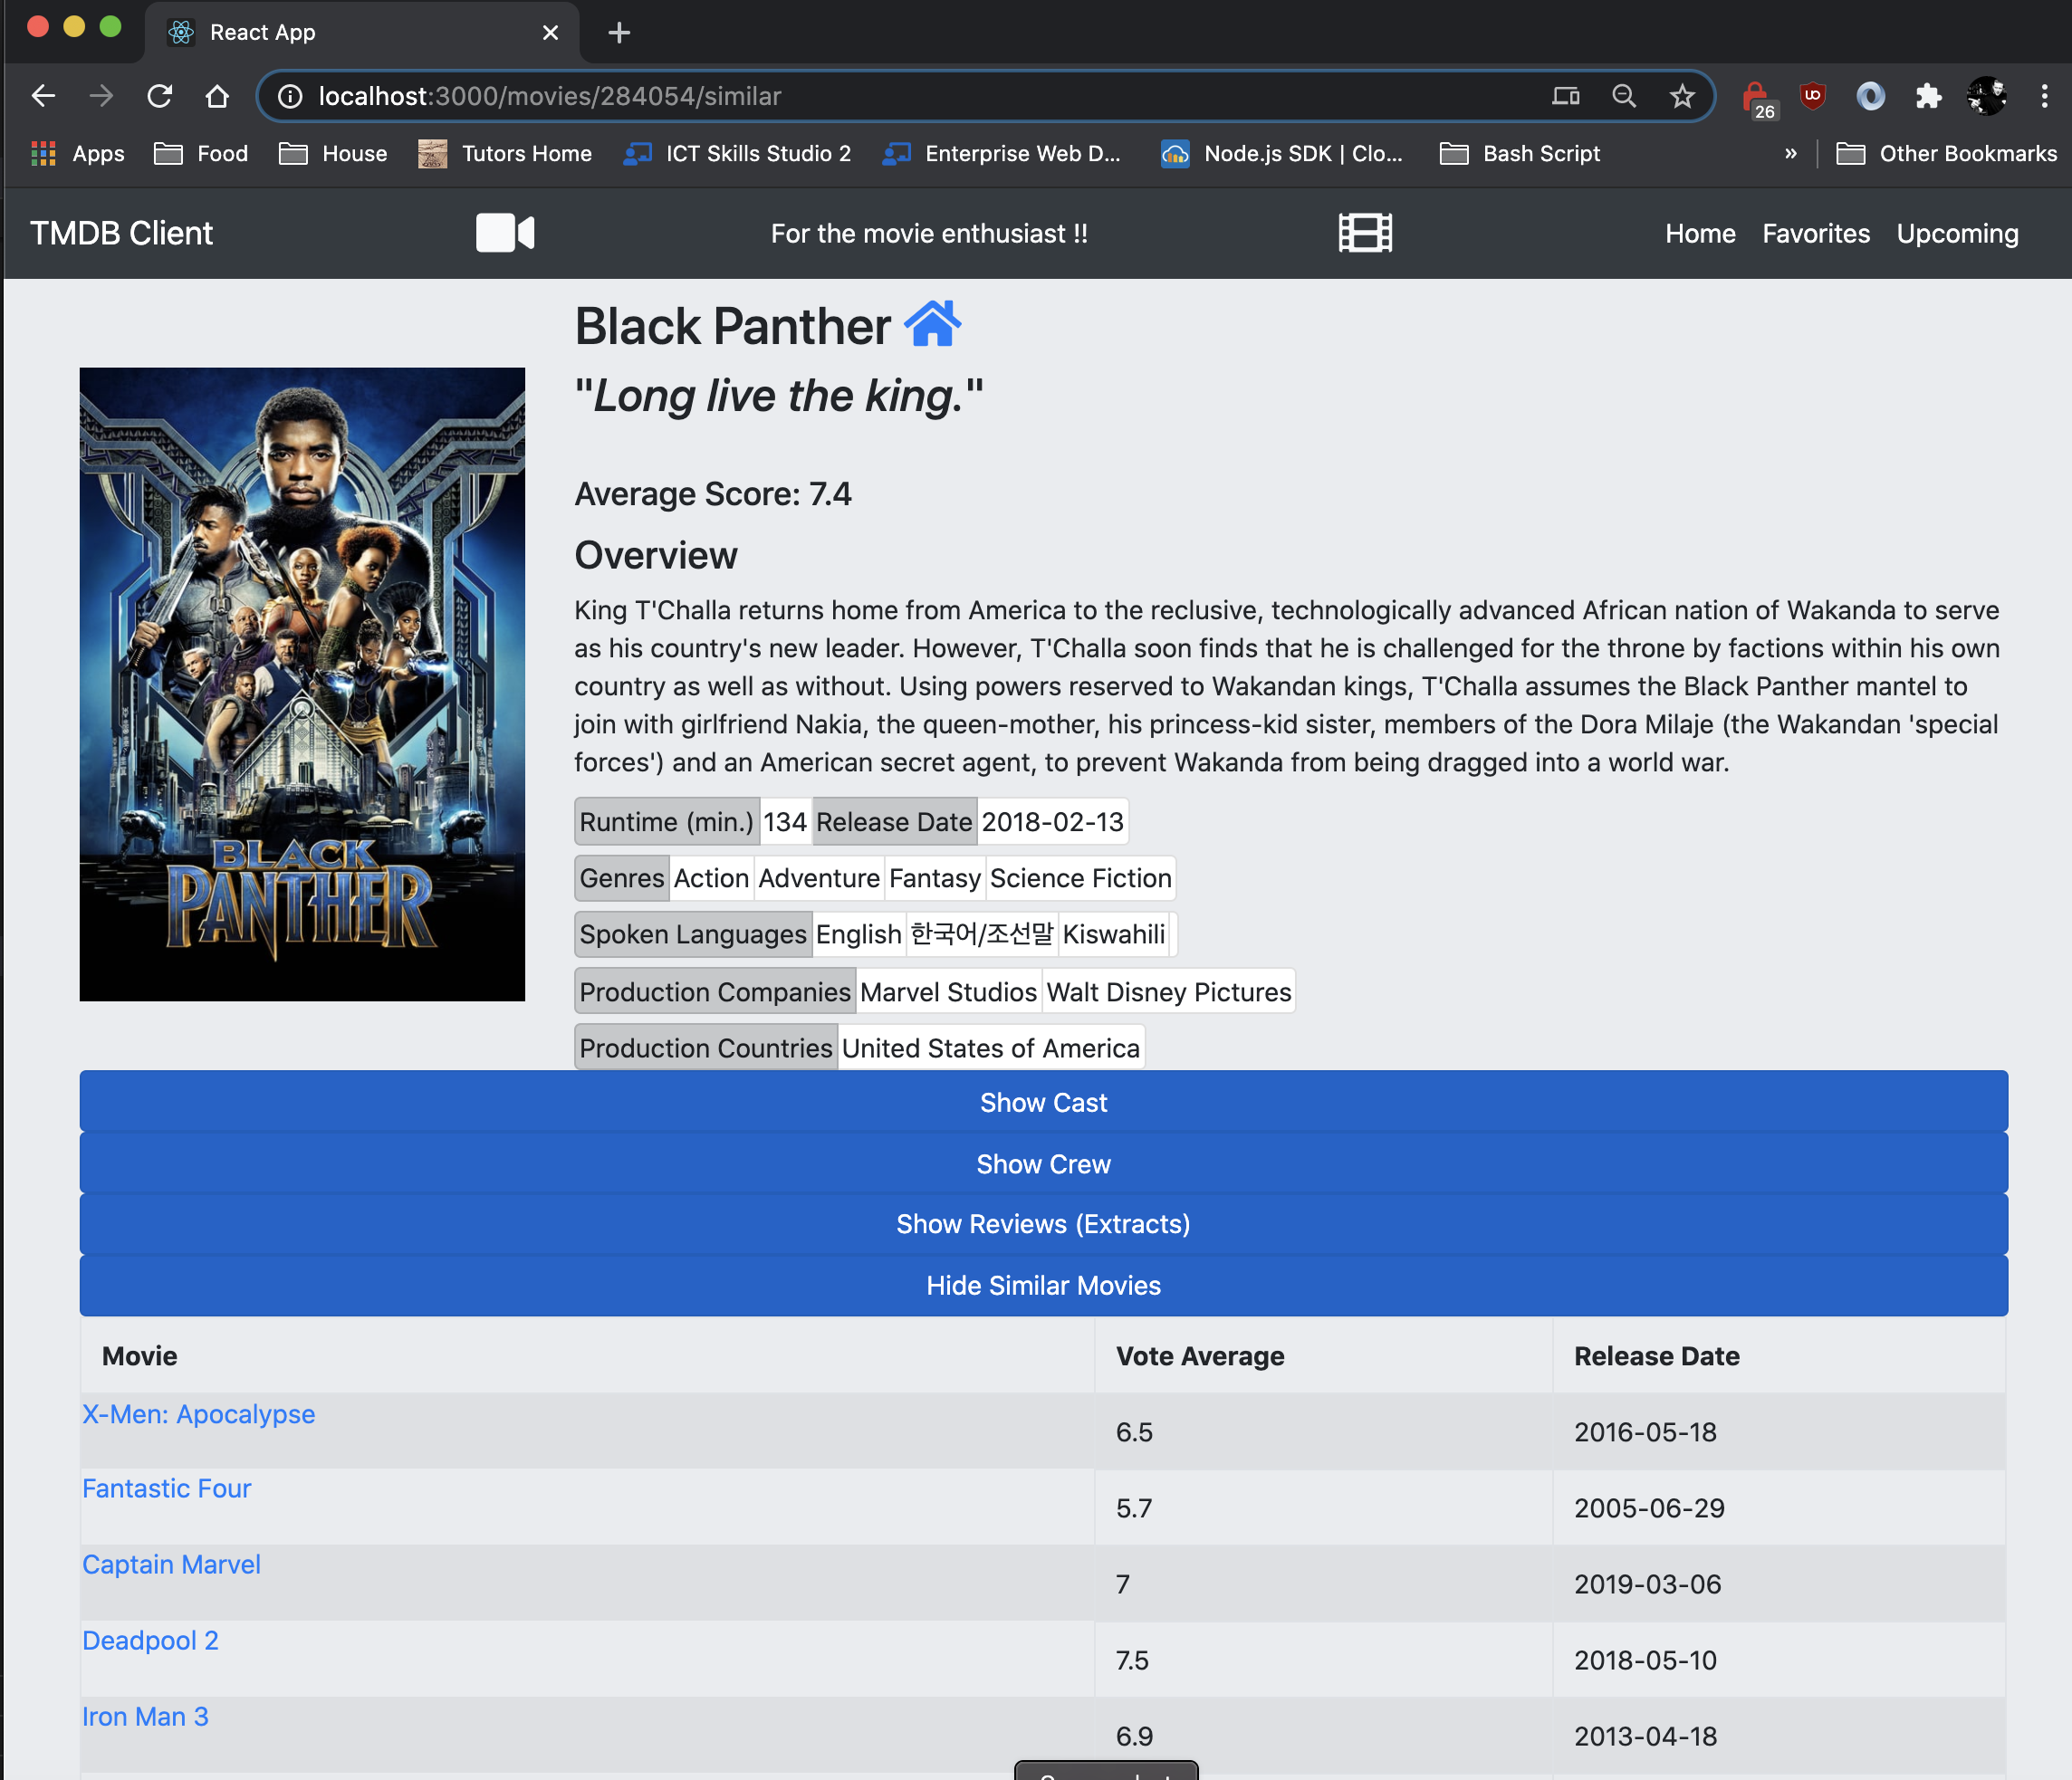 React App
localhost:3000/movies/284054/similar
26
Apps Food House Tutors Home ICT Skills Studio 2 Enterprise Web D... Node.js SDK | Clo... Bash Script » Other Bookmarks
TMDB Client For the movie enthusiast !! Home Favorites Upcoming
Black Panther
"Long live the king."
Average Score: 7.4
Overview
King T'Challa returns home from America to the reclusive, technologically advanced African nation of Wakanda to serve
as his country's new leader. However, T'Challa soon finds that he is challenged for the throne by factions within his own
country as well as without. Using powers reserved to Wakandan kings, T'Challa assumes the Black Panther mantel to
join with girlfriend Nakia, the queen-mother, his princess-kid sister, members of the Dora Milaje (the Wakandan 'special
forces') and an American secret agent, to prevent Wakanda from being dragged into a world war.
BLACK
PANTHER
Runtime (min.) 134 Release Date 2018-02-13
Genres Action Adventure Fantasy Science Fiction
Spoken Languages English 한국어/조선말 Kiswahili
Production Companies Marvel Studios Walt Disney Pictures
Production Countries United States of America
Show Cast
Show Crew
Show Reviews (Extracts)
Hide Similar Movies
Movie Vote Average Release Date
X-Men: Apocalypse 6.5 2016-05-18
Fantastic Four 5.7 2005-06-29
Captain Marvel 7 2019-03-06
Deadpool 2 7.5 2018-05-10
Iron Man 3 6.9 2013-04-18